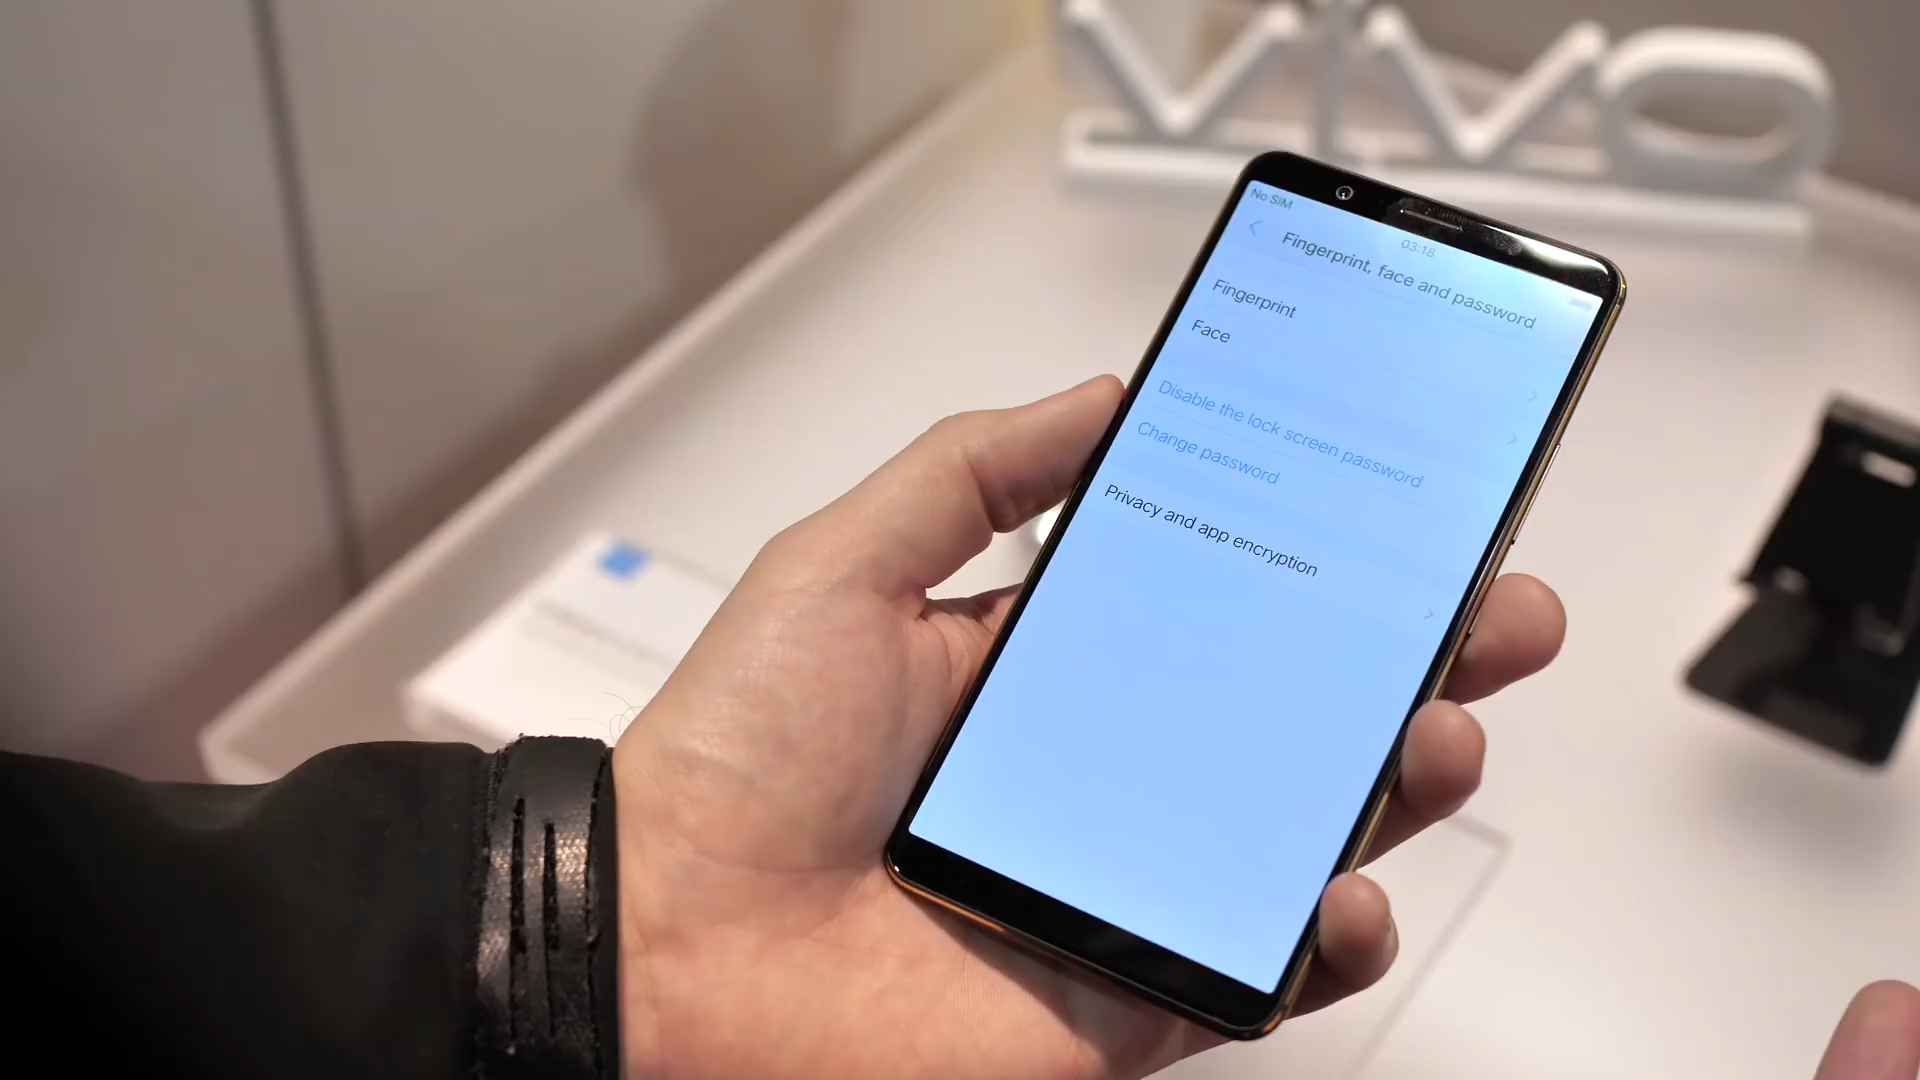 vivo
No SIM
03:18
Fingerprint, face and password
Fingerprint
Face
Disable the lock screen password
Change password
Privacy and app encryption